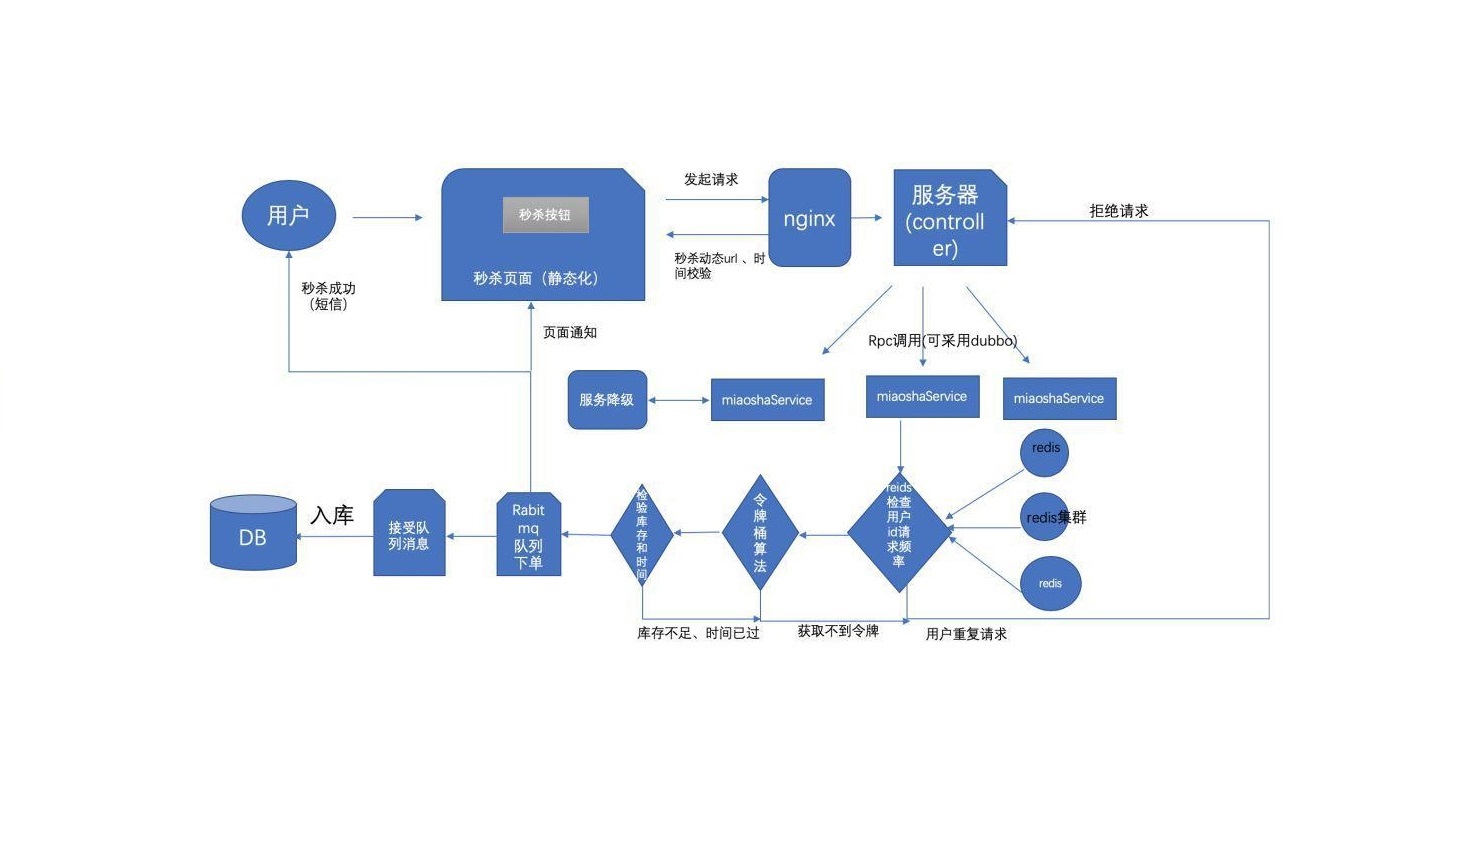 用户
秒杀按钮
秒杀页面（静态化）
发起请求
秒杀动态url 、时
间校验
nginx
服务器
(controll
er)
拒绝请求
秒杀成功
（短信）
页面通知
Rpc调用(可采用dubbo)
服务降级
miaoshaService
miaoshaService
miaoshaService
redis
redis集群
redis
DB
入库
接受队
列消息
Rabit
mq
队列
下单
检
验
库
存
和
时
间
令
牌
桶
算
法
reids
检查
用户
id请
求频
率
库存不足、时间已过
获取不到令牌
用户重复请求